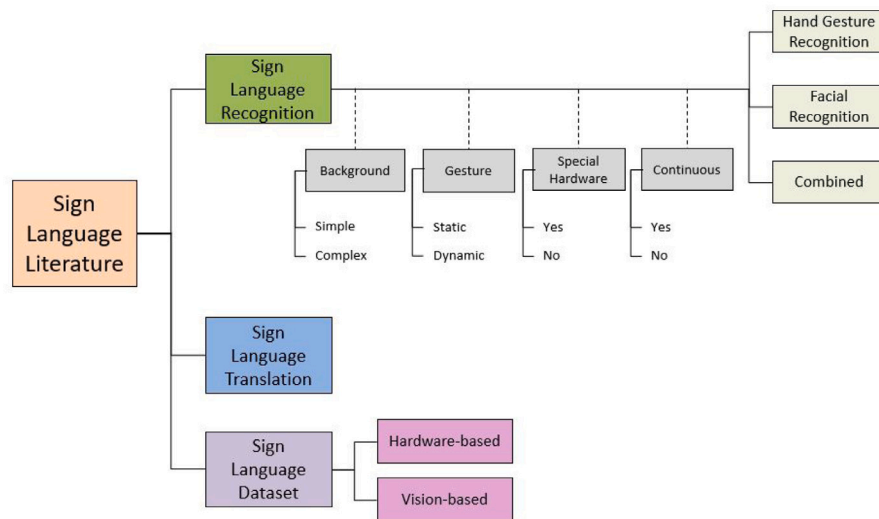 Sign
Language
Literature
Sign
Language
Recognition
Background
Simple
Complex
Gesture
Static
Dynamic
Special
Hardware
Yes
No
Continuous
Yes
No
Hand Gesture
Recognition
Facial
Recognition
Combined
Sign
Language
Translation
Sign
Language
Dataset
Hardware-based
Vision-based